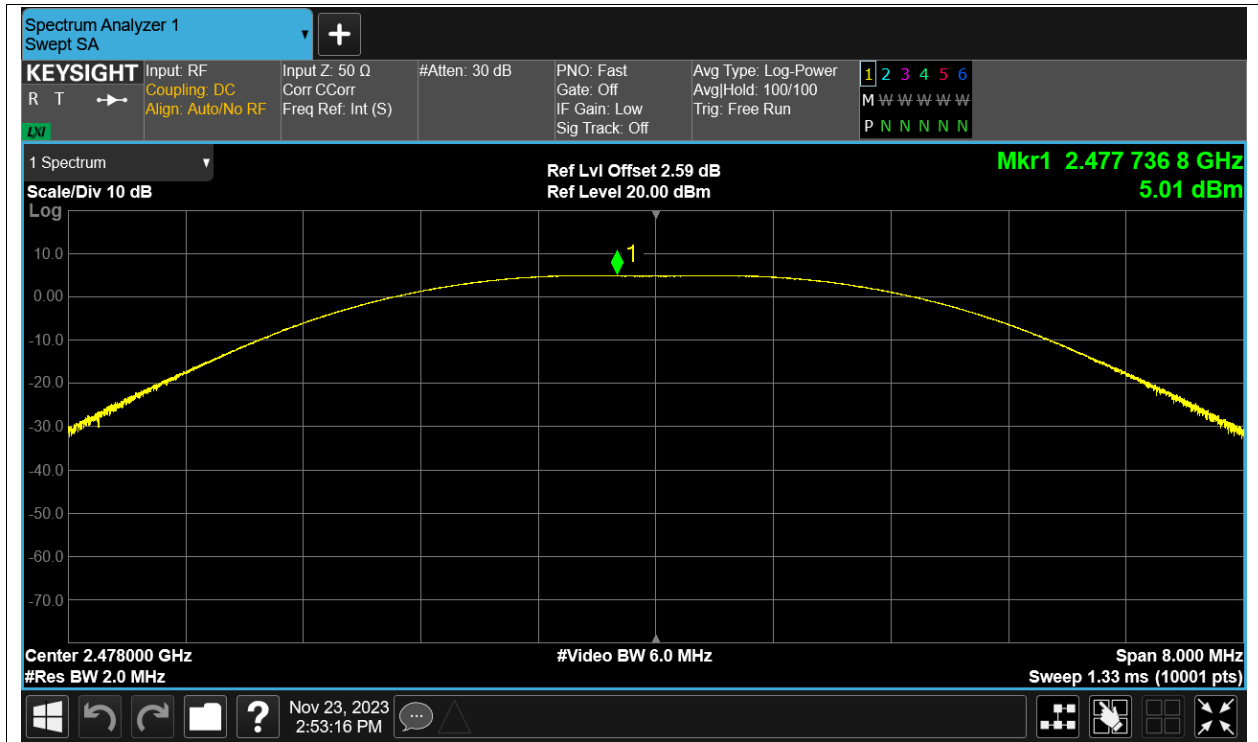 Spectrum Analyzer 1
Swept SA
KEYSIGHT
R T
LXI
Input: RF
Coupling: DC
Align: Auto/No RF
Input Z: 50 Ω
Corr CCorr
Freq Ref: Int (S)
#Atten: 30 dB
PNO: Fast
Gate: Off
IF Gain: Low
Sig Track: Off
Avg Type: Log-Power
Avg|Hold: 100/100
Trig: Free Run
1 2 3 4 5 6
M W W W W W W
P N N N N N N
1 Spectrum
Scale/Div 10 dB
Ref Lvl Offset 2.59 dB
Ref Level 20.00 dBm
Mkr1 2.477 736 8 GHz
5.01 dBm
Log
1
10.0
0.00
-10.0
-20.0
-30.0
-40.0
-50.0
-60.0
-70.0
Center 2.478000 GHz
#Video BW 6.0 MHz
Span 8.000 MHz
#Res BW 2.0 MHz
Sweep 1.33 ms (10001 pts)
?
Nov 23, 2023
2:53:16 PM